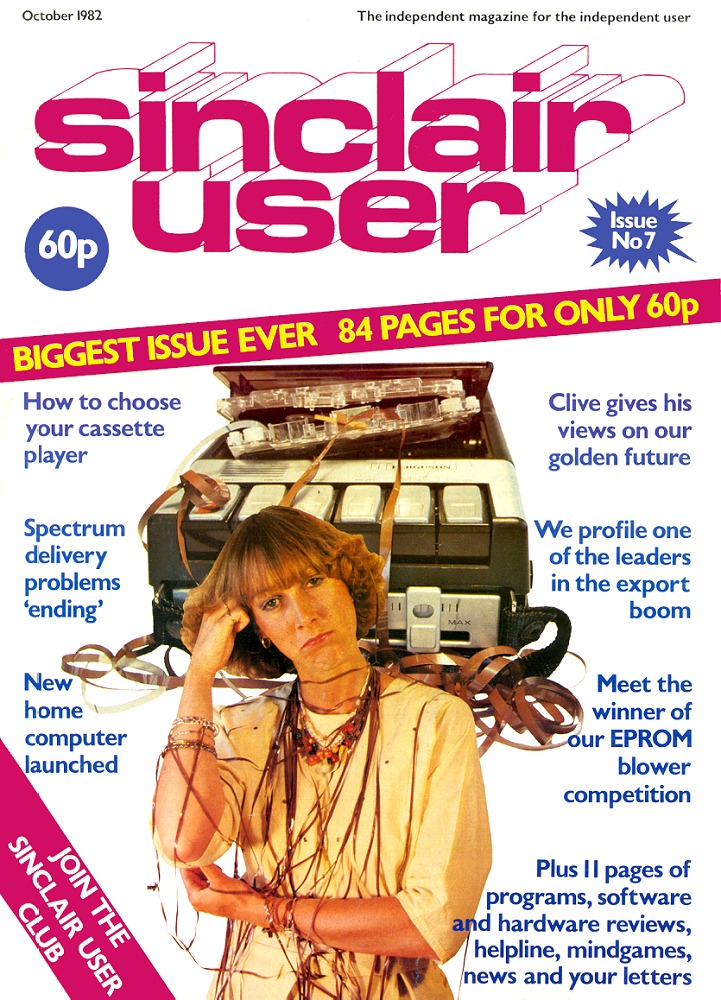 October 1982
The independent magazine for the independent user
sinclair
user
60p
Issue
No 7
BIGGEST ISSUE EVER 84 PAGES FOR ONLY 60p
How to choose
your cassette
player
Spectrum
delivery
problems
‘ending’
New
home
computer
launched
JOIN THE
SINCLAIR USER
CLUB
Clive gives his
views on our
golden future
We profile one
of the leaders
in the export
boom
Meet the
winner of
our EPROM
blower
competition
Plus 11 pages of
programs, software
and hardware reviews,
helpline, mindgames,
news and your letters
FERGUSON
MAX